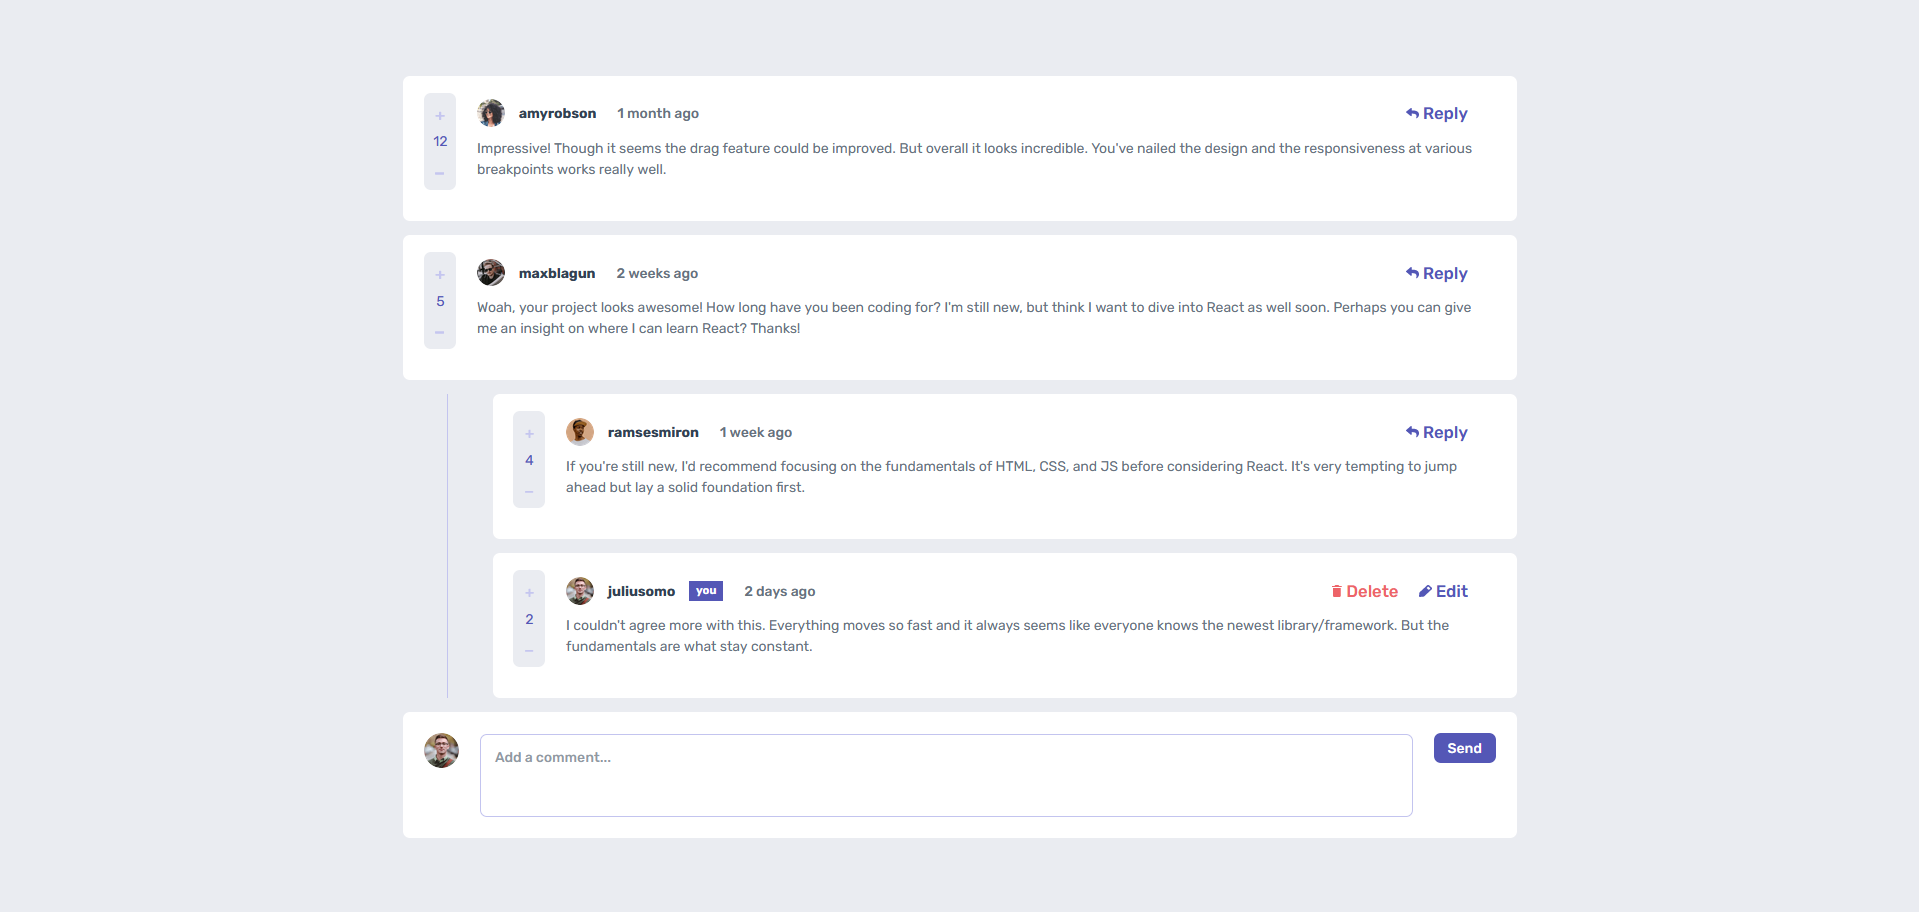 +
12
−
amyrobson 1 month ago Reply
Impressive! Though it seems the drag feature could be improved. But overall it looks incredible. You've nailed the design and the responsiveness at various
breakpoints works really well.
+
5
−
maxblagun 2 weeks ago Reply
Woah, your project looks awesome! How long have you been coding for? I'm still new, but think I want to dive into React as well soon. Perhaps you can give
me an insight on where I can learn React? Thanks!
+
4
−
ramsesmiron 1 week ago Reply
If you're still new, I'd recommend focusing on the fundamentals of HTML, CSS, and JS before considering React. It's very tempting to jump
ahead but lay a solid foundation first.
+
2
−
juliusomo you 2 days ago Delete Edit
I couldn't agree more with this. Everything moves so fast and it always seems like everyone knows the newest library/framework. But the
fundamentals are what stay constant.
Add a comment... Send